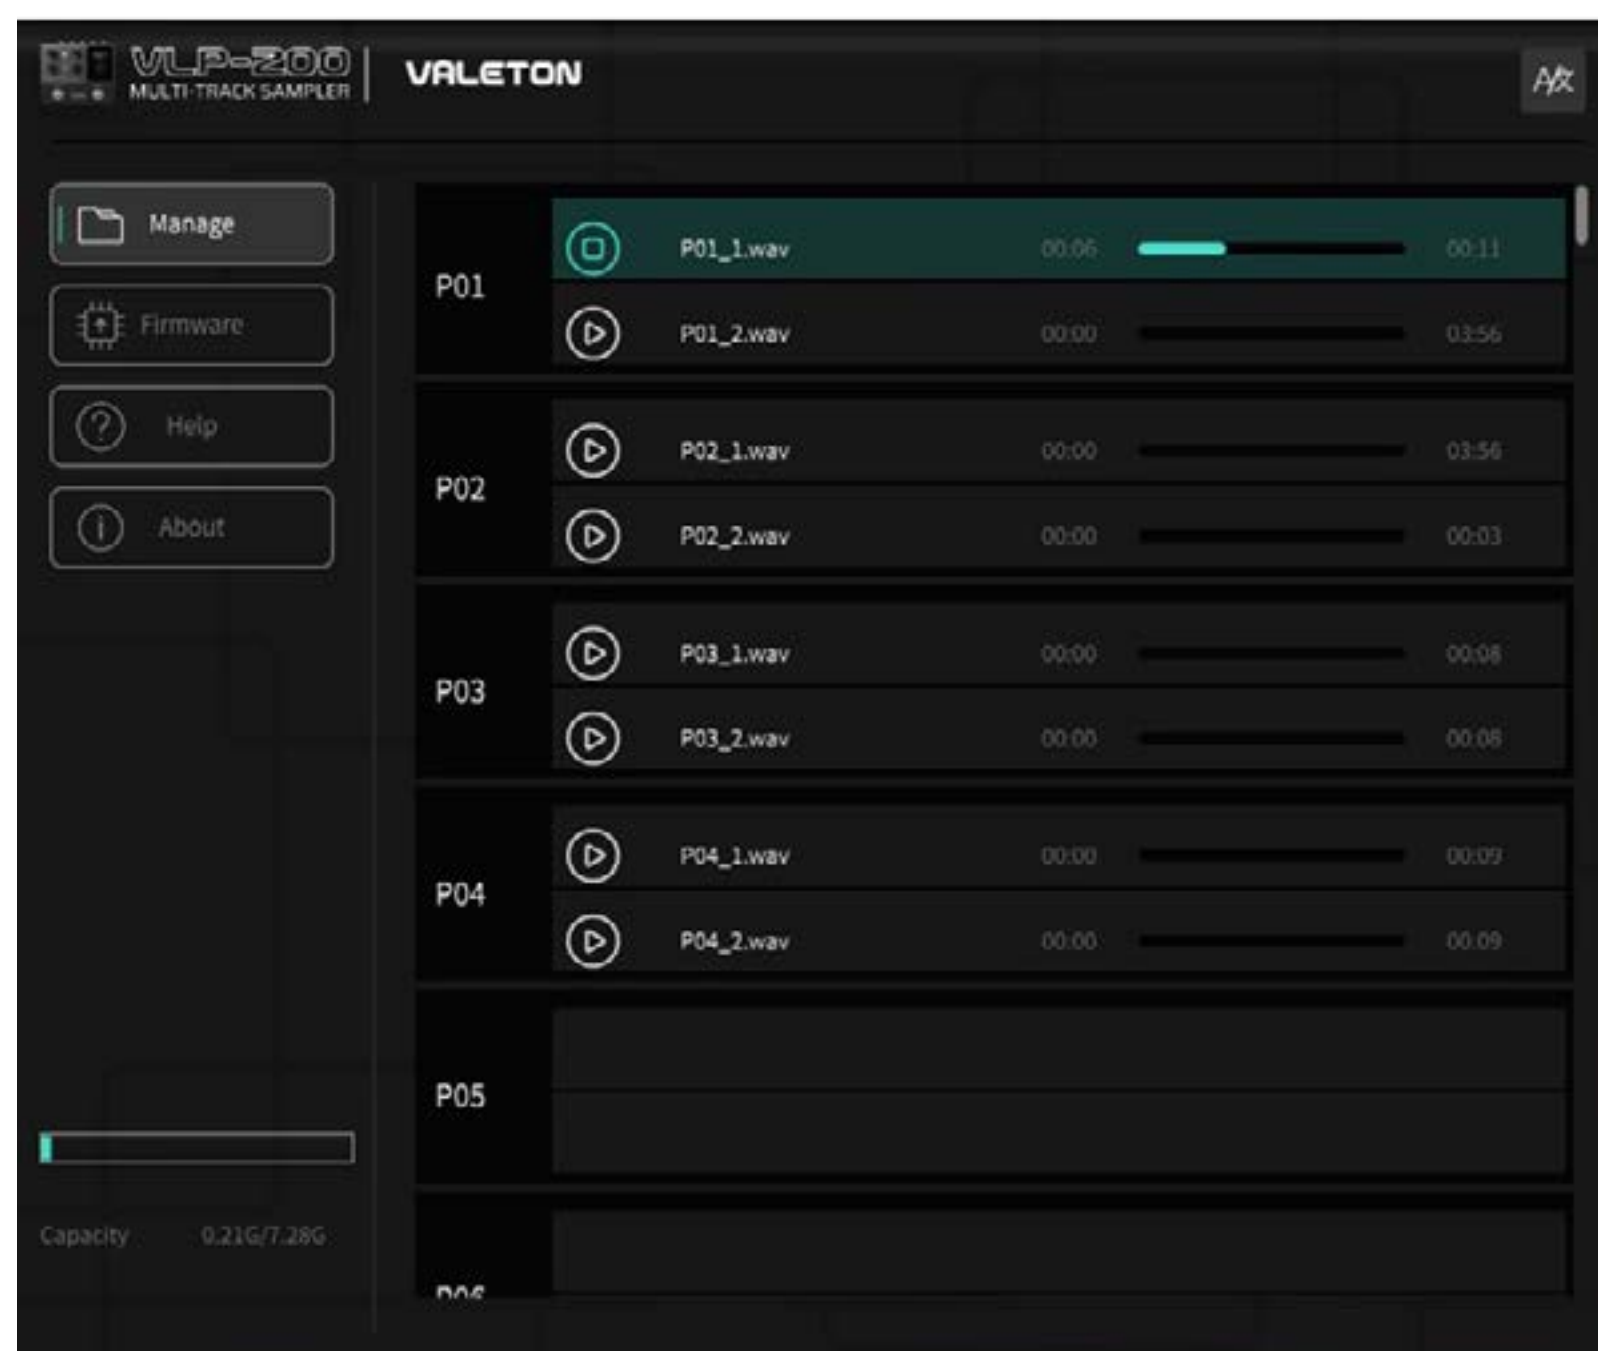 VLP-200
MULTI-TRACK SAMPLER
VALETON
A/文
Manage
Firmware
Help
About
P01
P01_1.wav 00:06 00:11
P01_2.wav 00:00 03:56
P02
P02_1.wav 00:00 03:56
P02_2.wav 00:00 00:03
P03
P03_1.wav 00:00 00:08
P03_2.wav 00:00 00:08
P04
P04_1.wav 00:00 00:09
P04_2.wav 00:00 00:09
P05
P06
Capacity 0.21G/7.28G